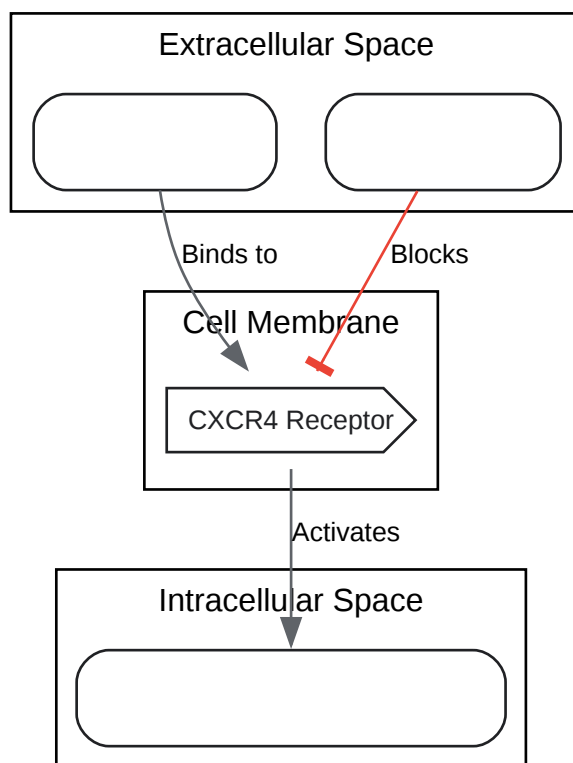 Extracellular Space
Binds to
Blocks
Cell Membrane
CXCR4 Receptor
Activates
Intracellular Space